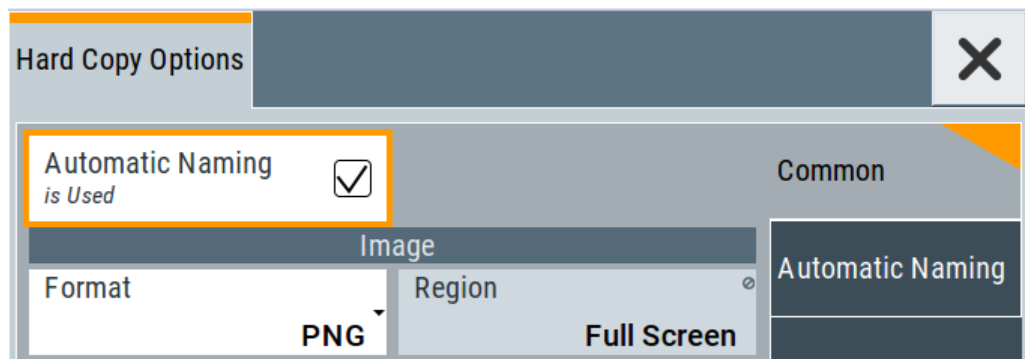 Hard Copy Options
Automatic Naming
is Used
Common
Image
Automatic Naming
Format
PNG
Region
Full Screen